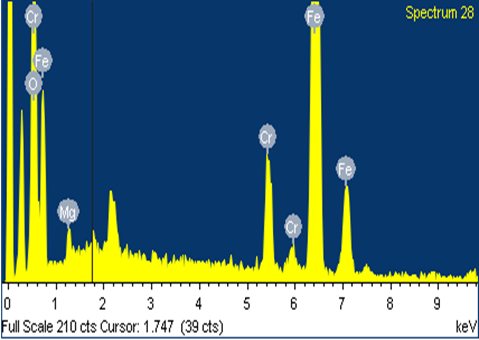 Spectrum 28
Cr
Fe
O
Mg
Cr
Cr
Fe
Fe
0 1 2 3 4 5 6 7 8 9
Full Scale 210 cts Cursor: 1.747 (39 cts) keV